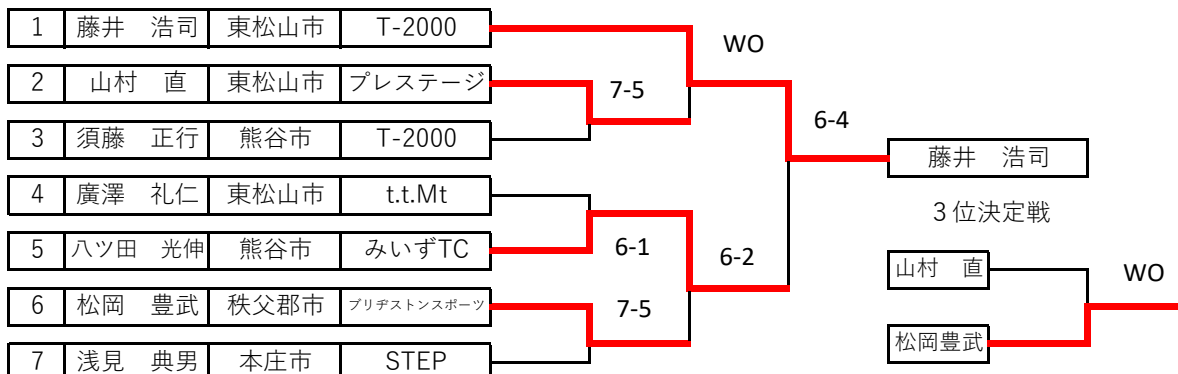 1 藤井　浩司 東松山市 T-2000
WO
2 山村　直 東松山市 プレステージ
7-5
6-4
3 須藤　正行 熊谷市 T-2000
藤井　浩司
4 廣澤　礼仁 東松山市 t.t.Mt
3位決定戦
5 八ツ田　光伸 熊谷市 みいずTC
6-1
6-2
山村　直
WO
6 松岡　豊武 秩父郡市 ブリヂストンスポーツ
7-5
松岡豊武
7 浅見　典男 本庄市 STEP